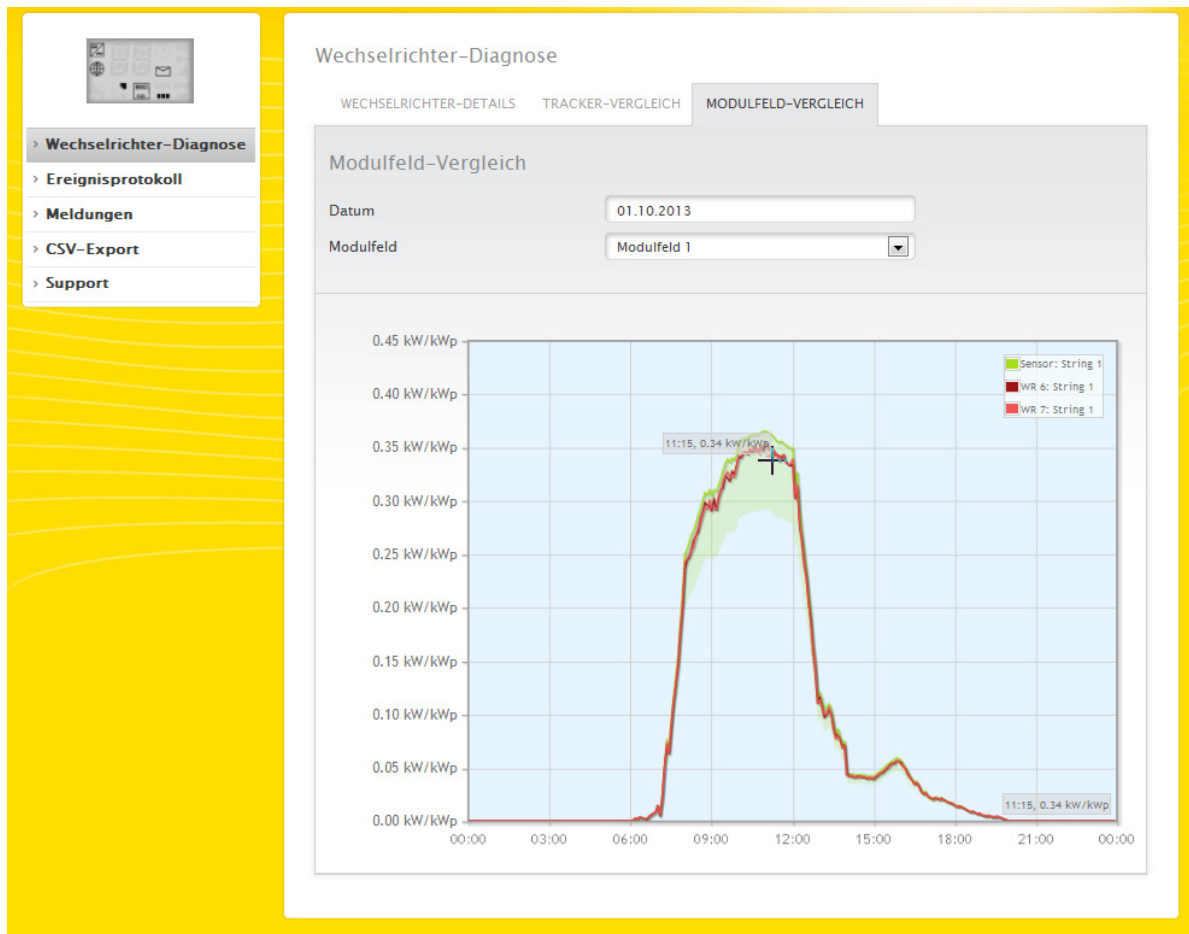 Wechselrichter-Diagnose
Ereignisprotokoll
Meldungen
CSV-Export
Support
Wechselrichter-Diagnose
WECHSELRICHTER-DETAILS TRACKER-VERGLEICH MODULFELD-VERGLEICH
Modulfeld-Vergleich
Datum 01.10.2013
Modulfeld Modulfeld 1
0.45 kW/kWp
Sensor: String 1
WR 6: String 1
0.40 kW/kWp
WR 7: String 1
0.35 kW/kWp
11:15, 0.34 kW/kWp
0.30 kW/kWp
0.25 kW/kWp
0.20 kW/kWp
0.15 kW/kWp
0.10 kW/kWp
0.05 kW/kWp
11:15, 0.34 kW/kWp
0.00 kW/kWp
00:00 03:00 06:00 09:00 12:00 15:00 18:00 21:00 00:00